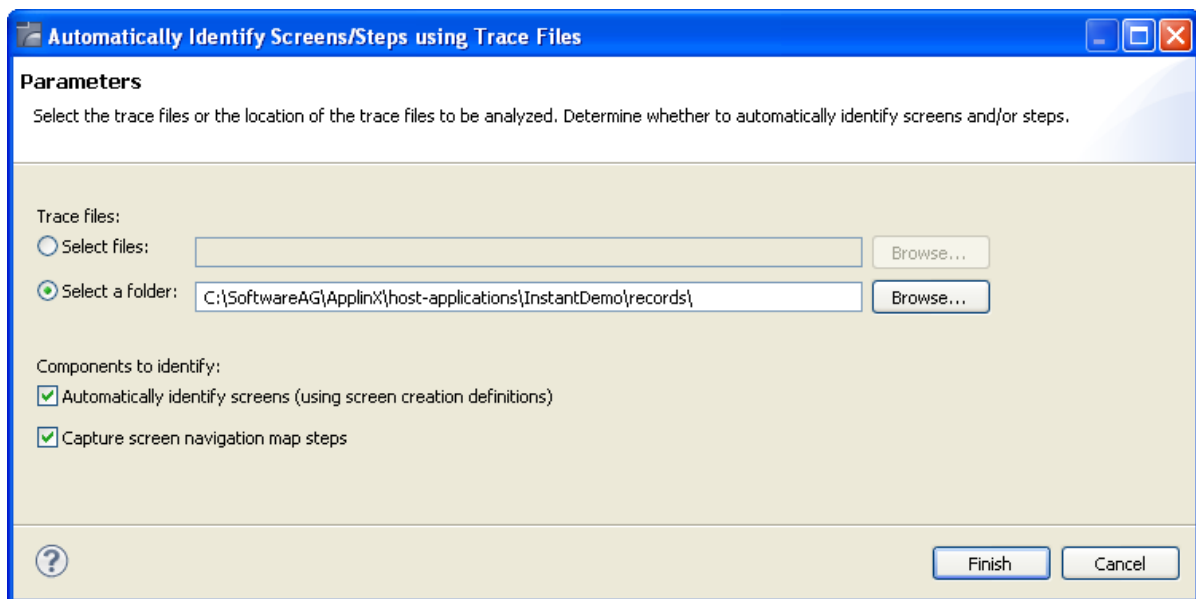 Automatically Identify Screens/Steps using Trace Files
Parameters
Select the trace files or the location of the trace files to be analyzed. Determine whether to automatically identify screens and/or steps.
Trace files:
Select files: Browse...
Select a folder: C:\SoftwareAG\ApplinX\host-applications\InstantDemo\records\ Browse...
Components to identify:
Automatically identify screens (using screen creation definitions)
Capture screen navigation map steps
? Finish Cancel